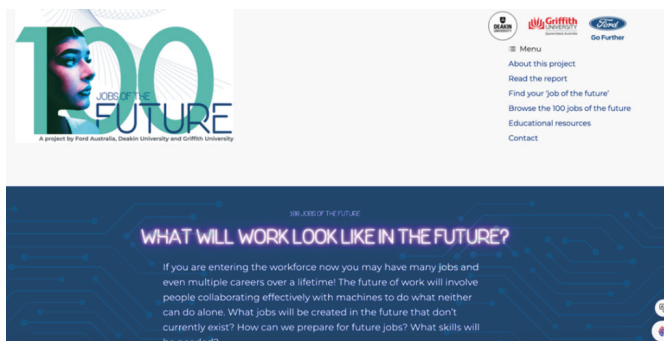 100
JOBS OF THE
FUTURE
A project by Ford Australia, Deakin University and Griffith University
DEAKIN
UNIVERSITY
Griffith
UNIVERSITY
Queensland, Australia
Ford
Go Further
Menu
About this project
Read the report
Find your 'job of the future'
Browse the 100 jobs of the future
Educational resources
Contact
100 JOBS OF THE FUTURE
WHAT WILL WORK LOOK LIKE IN THE FUTURE?
If you are entering the workforce now you may have many jobs and
even multiple careers over a lifetime! The future of work will involve
people collaborating effectively with machines to do what neither
can do alone. What jobs will be created in the future that don't
currently exist? How can we prepare for future jobs? What skills will
be needed?